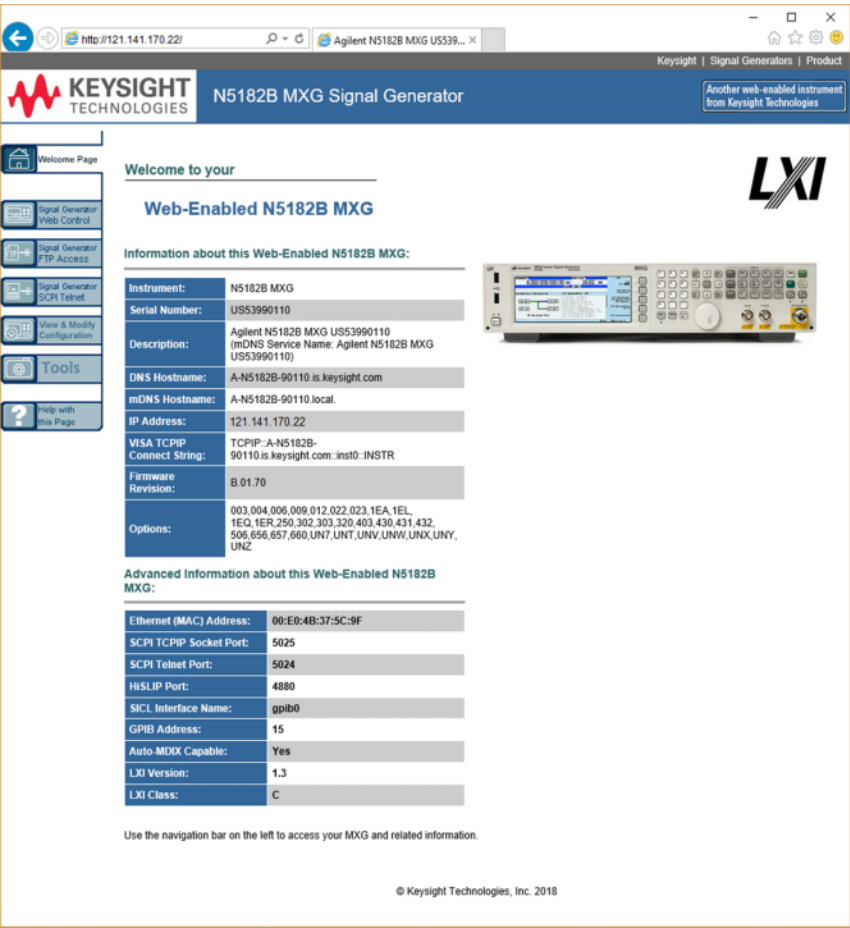 http://121.141.170.22/
Agilent N5182B MXG US539...
Keysight | Signal Generators | Product
KEYSIGHT
TECHNOLOGIES
N5182B MXG Signal Generator
Another web-enabled instrument
from Keysight Technologies
Welcome Page
Signal Generator
Web Control
Signal Generator
FTP Access
Signal Generator
SCPI Telnet
View & Modify
Configuration
Tools
Help with
this Page
Welcome to your
Web-Enabled N5182B MXG
LXI
Information about this Web-Enabled N5182B MXG:
Instrument: N5182B MXG
Serial Number: US53990110
Description: Agilent N5182B MXG US53990110
(mDNS Service Name: Agilent N5182B MXG
US53990110)
DNS Hostname: A-N5182B-90110.is.keysight.com
mDNS Hostname: A-N5182B-90110.local.
IP Address: 121.141.170.22
VISA TCPIP
Connect String: TCPIP::A-N5182B-
90110.is.keysight.com::inst0::INSTR
Firmware
Revision: B.01.70
Options: 003,004,006,009,012,022,023,1EA,1EL,
1EQ,1ER,250,302,303,320,403,430,431,432,
506,656,657,660,UN7,UNT,UNV,UNW,UNX,UNY,
UNZ
Advanced Information about this Web-Enabled N5182B
MXG:
Ethernet (MAC) Address: 00:E0:4B:37:5C:9F
SCPI TCPIP Socket Port: 5025
SCPI Telnet Port: 5024
HiSLIP Port: 4880
SICL Interface Name: gpib0
GPIB Address: 15
Auto-MDIX Capable: Yes
LXI Version: 1.3
LXI Class: C
Use the navigation bar on the left to access your MXG and related information.
© Keysight Technologies, Inc. 2018